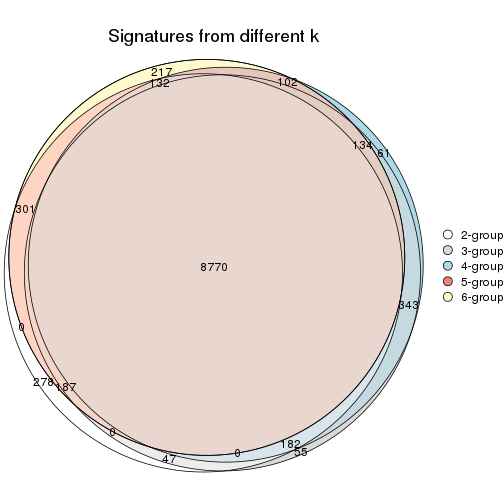 Signatures from different k
217
132
102
134
61
301
8770
2-group
3-group
4-group
5-group
6-group
343
0
278
187
0
182
0
55
47